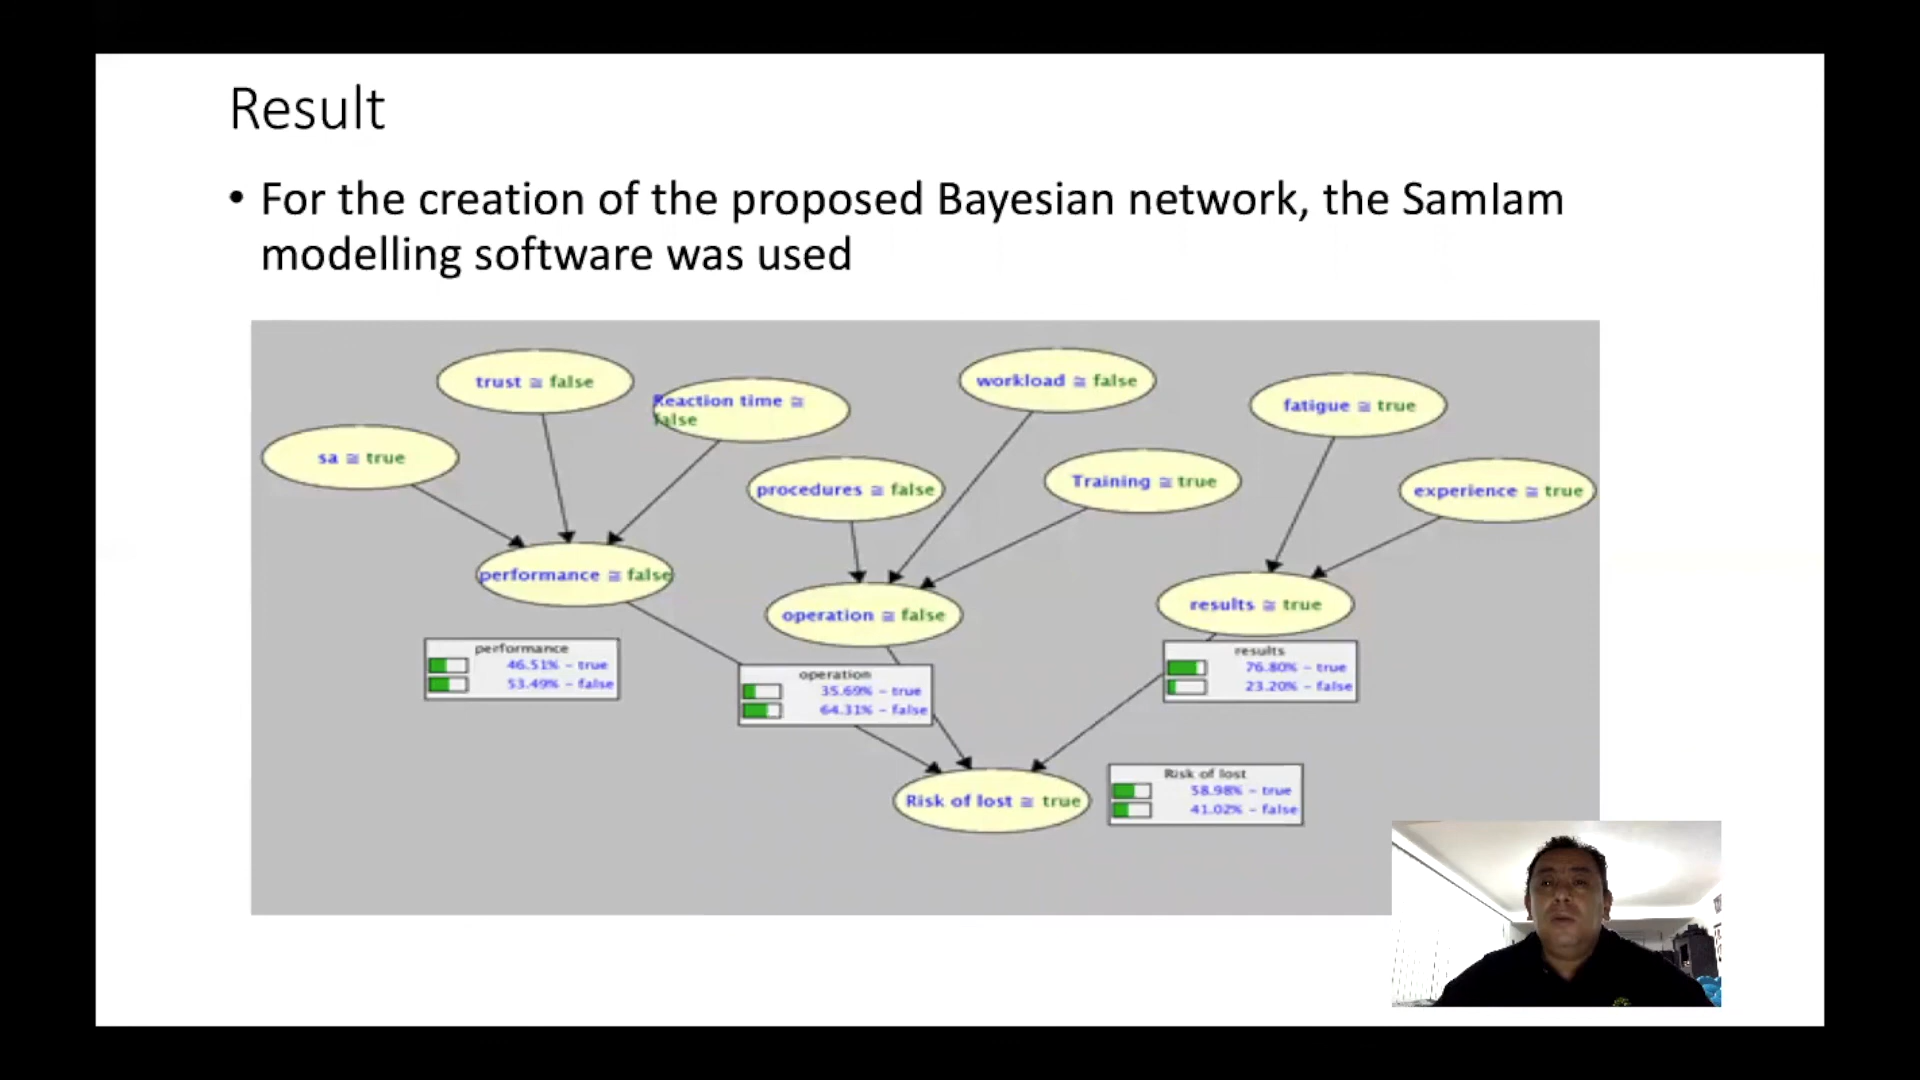 Result
• For the creation of the proposed Bayesian network, the SamIam
modelling software was used
trust ≅ false
Reaction time ≅
false
workload ≅ false
fatigue ≅ true
sa ≅ true
procedures ≅ false
Training ≅ true
experience ≅ true
performance ≅ false
operation ≅ false
results ≅ true
performance
46.51% - true
53.49% - false
operation
35.69% - true
64.31% - false
results
76.80% - true
23.20% - false
Risk of lost ≅ true
Risk of lost
58.98% - true
41.02% - false